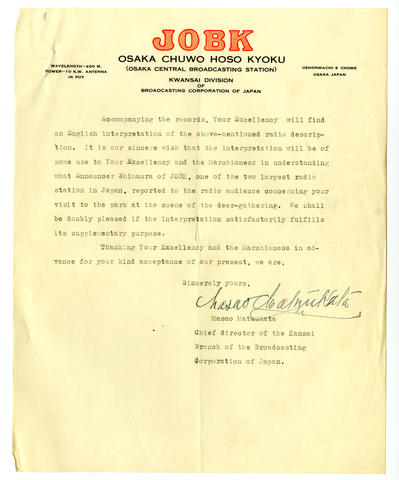 JOBK
OSAKA CHUWO HOSO KYOKU
(OSAKA CENTRAL BROADCASTING STATION)
KWANSAI DIVISION
OF
BROADCASTING CORPORATION OF JAPAN
WAVELENGTH—400 M.
POWER—10 K.W. ANTENNA
IN PUT
UEHONMACHI 9 CHOME
OSAKA JAPAN
Accompanying the records, Your Excellency will find
an English interpretation of the above-mentioned radio descrip-
tion. It is our sincere wish that the interpretation will be of
some use to Your Excellency and the Marchioness in understanding
what Announcer Shimaura of JOBK, one of the two largest radio
station in Japan, reported to the radio audience concerning your
visit to the park at the scene of the deer-gathering. We shall
be doubly pleased if the interpretation satisfactorily fulfills
its supplementary purpose.
Thanking Your Excellency and the Marchioness in ad-
vance for your kind acceptance of our present, we are,
Sincerely yours,
Masao Matsukata
Masao Matsukata
Chief director of the Kansai
Branch of the Broadcasting
Corporation of Japan.